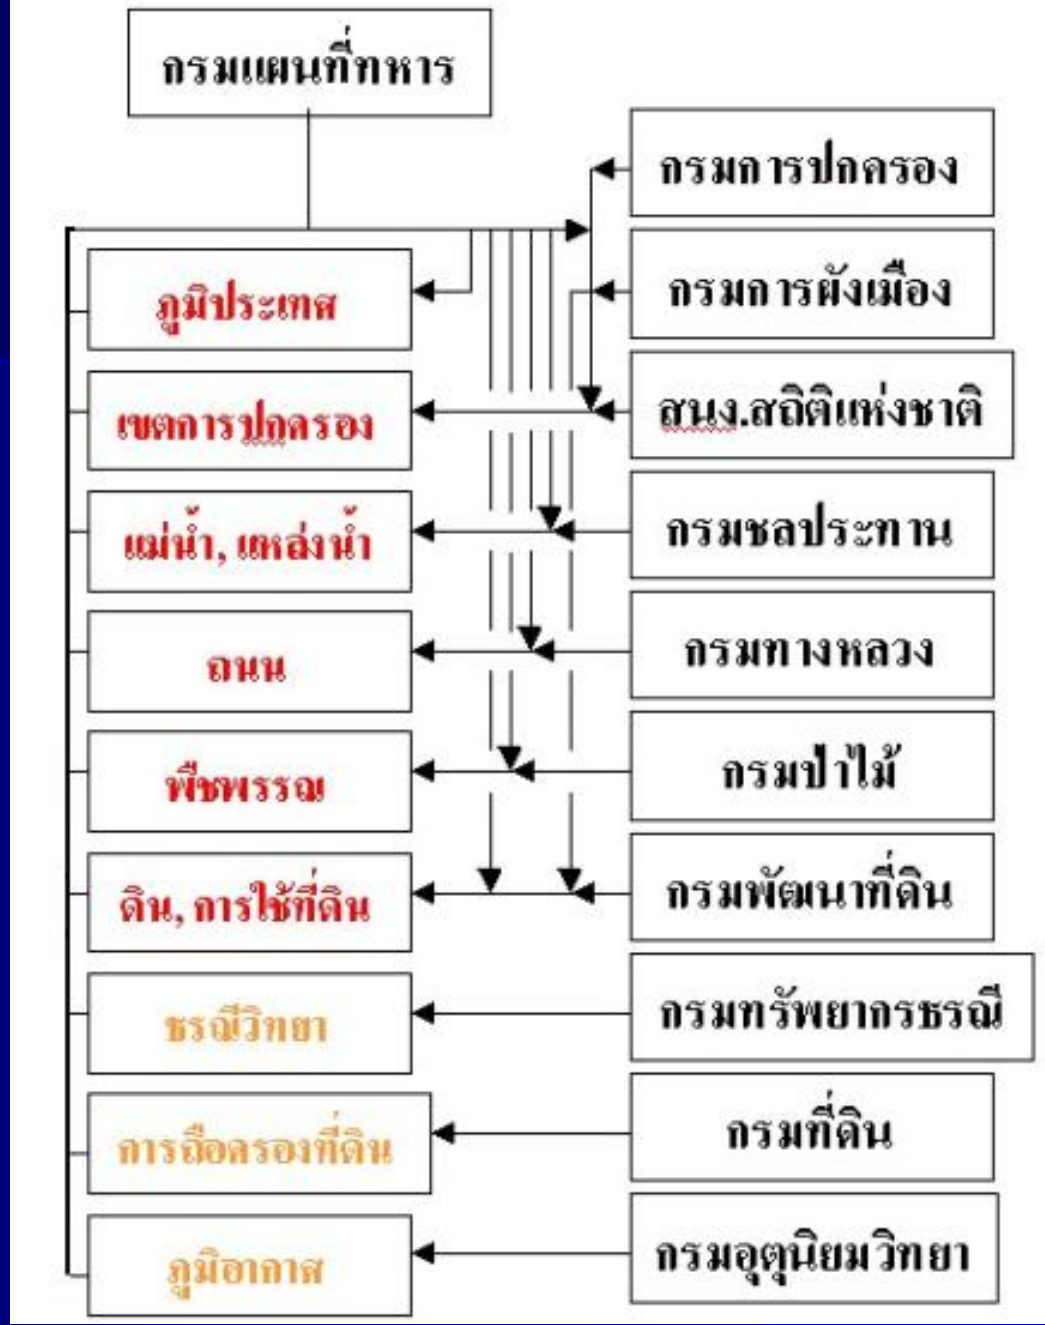 กรมแผนที่ทหาร
กรมการปกครอง
ภูมิประเทศ
กรมการผังเมือง
เขตการปกครอง
สนง.สถิติแห่งชาติ
แม่น้ำ, แหล่งน้ำ
กรมชลประทาน
ถนน
กรมทางหลวง
พืชพรรณ
กรมป่าไม้
ดิน, การใช้ที่ดิน
กรมพัฒนาที่ดิน
ธรณีวิทยา
กรมทรัพยากรธรณี
การถือครองที่ดิน
กรมที่ดิน
ภูมิอากาศ
กรมอุตุนิยมวิทยา